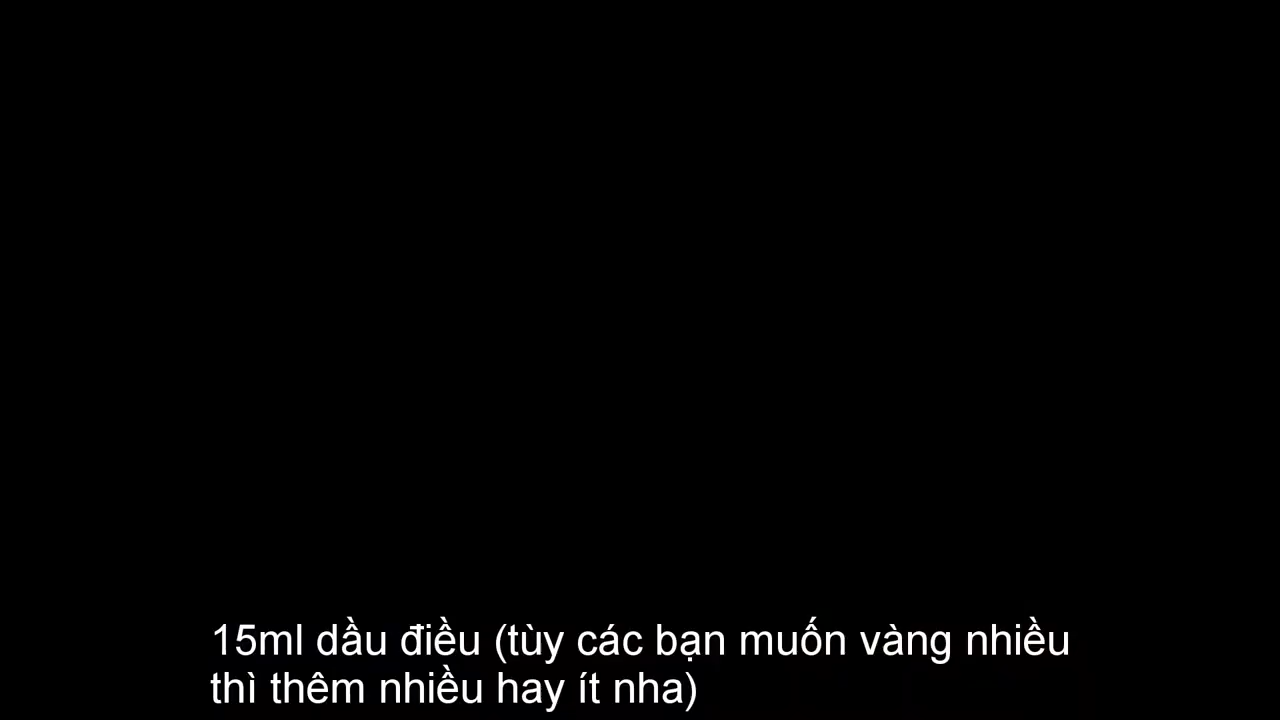 15ml dầu điều (tùy các bạn muốn vàng nhiều
thì thêm nhiều hay ít nha)